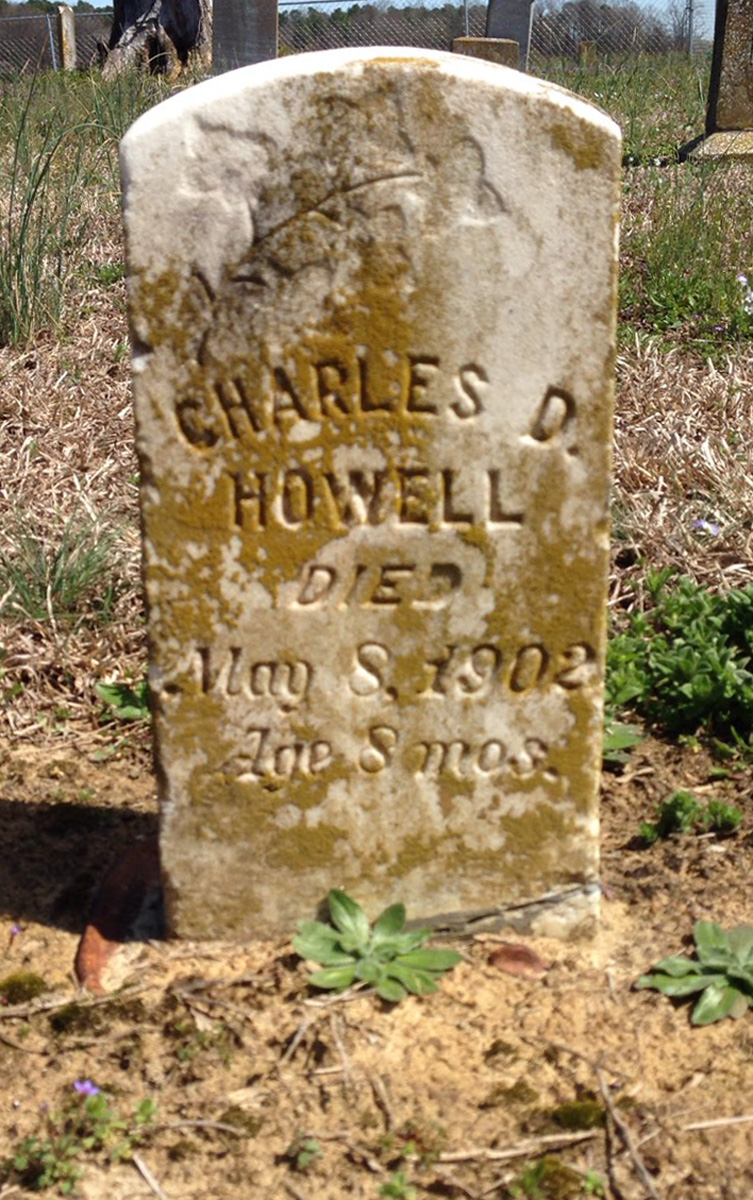 CHARLES D.
HOWELL
DIED
May 8, 1902
Age 8 mos.